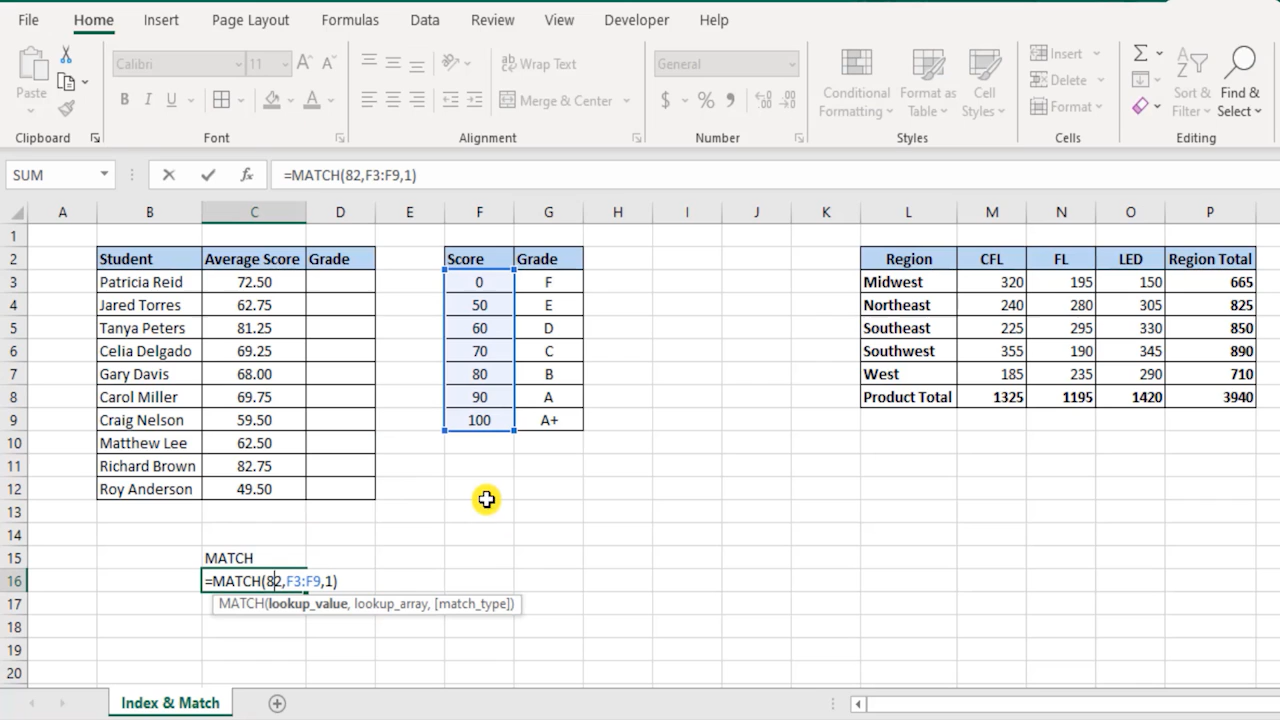 File Home Insert Page Layout Formulas Data Review View Developer Help
Paste
Clipboard
Calibri 11
B I U A
Font
Wrap Text
Merge & Center
Alignment
General
$ % ,
Number
Conditional Formatting
Format as Table
Cell Styles
Styles
Insert
Delete
Format
Cells
Sort & Filter
Find & Select
Editing
SUM fx =MATCH(82,F3:F9,1)
A B C D E F G H I J K L M N O P
1
2 Student Average Score Grade Score Grade Region CFL FL LED Region Total
3 Patricia Reid 72.50 0 F Midwest 320 195 150 665
4 Jared Torres 62.75 50 E Northeast 240 280 305 825
5 Tanya Peters 81.25 60 D Southeast 225 295 330 850
6 Celia Delgado 69.25 70 C Southwest 355 190 345 890
7 Gary Davis 68.00 80 B West 185 235 290 710
8 Carol Miller 69.75 90 A Product Total 1325 1195 1420 3940
9 Craig Nelson 59.50 100 A+
10 Matthew Lee 62.50
11 Richard Brown 82.75
12 Roy Anderson 49.50
13
14
15 MATCH
16 =MATCH(82,F3:F9,1)
17 MATCH(lookup_value, lookup_array, [match_type])
18
19
20
Index & Match